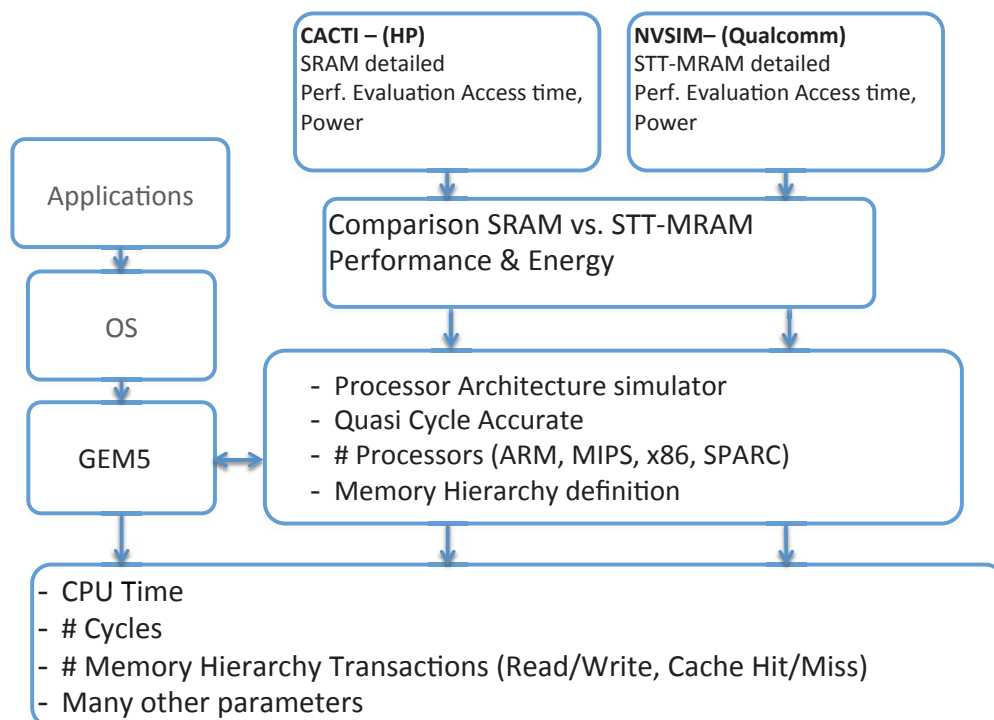 CACTI – (HP)
SRAM detailed
Perf. Evaluation Access time,
Power
NVSIM– (Qualcomm)
STT-MRAM detailed
Perf. Evaluation Access time,
Power
Applications
Comparison SRAM vs. STT-MRAM
Performance & Energy
OS
- Processor Architecture simulator
- Quasi Cycle Accurate
- # Processors (ARM, MIPS, x86, SPARC)
- Memory Hierarchy definition
GEM5
- CPU Time
- # Cycles
- # Memory Hierarchy Transactions (Read/Write, Cache Hit/Miss)
- Many other parameters